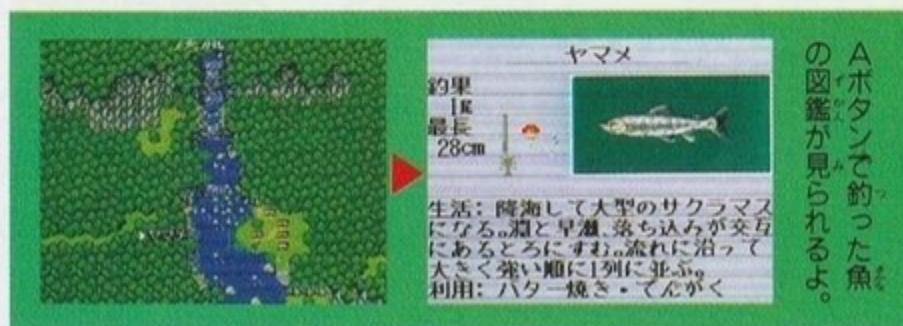 Aボタンで釣った魚
の図鑑が見られるよ。
ヤマメ
釣果
1匹
最長
28cm
生活: 降海して大型のサクラマス
になる。淵と早瀬、落ち込みが交互
にあるとろにすむ。流れに沿って
大きく強い順に1列に並ぶ。
利用: バター焼き・でんがく